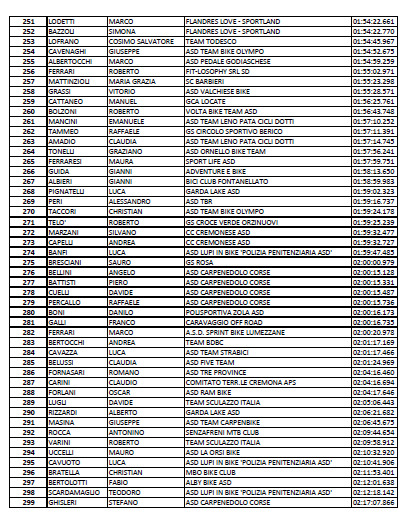 251 LODETTI MARCO FLANDRES LOVE - SPORTLAND 01:54:22.661
252 BAZZOLI SIMONA FLANDRES LOVE - SPORTLAND 01:54:22.770
253 LOFRANO COSIMO SALVATORE TEAM TODESCO 01:54:45.967
254 CAVENAGHI GIUSEPPE ASD TEAM BIKE OLYMPO 01:54:52.675
255 ALBERTOCCHI MARCO ASD PEDALE GODIASCHESE 01:54:59.259
256 FERRARI ROBERTO FIT-LOSOPHY SRL SD 01:55:02.971
257 MATTINZIOLI MARIA GRAZIA SC BARBIERI 01:55:23.298
258 GRASSI VITORIO ASD VALCHIESE BIKE 01:55:28.571
259 CATTANEO MANUEL GCA LOCATE 01:56:25.761
260 BOLZONI ROBERTO VOLTA BIKE TEAM ASD 01:56:43.748
261 MANCINI EMANUELE ASD TEAM LENO PATA CICLI DOTTI 01:57:10.252
262 TAMMEO RAFFAELE GS CIRCOLO SPORTIVO BERICO 01:57:11.391
263 AMADIO CLAUDIA ASD TEAM LENO PATA CICLI DOTTI 01:57:14.745
264 TONELLI GRAZIANO ASD ORNELLO BIKE TEAM 01:57:56.241
265 FERRARESI MAURA SPORT LIFE ASD 01:57:59.751
266 GUIDA GIANNI ADVENTURE E BIKE 01:58:13.650
267 ALBIERI GIANNI BICI CLUB FONTANELLATO 01:58:59.983
268 PIGNATELLI LUCA GARDA LAKE ASD 01:59:02.323
269 PERI ALESSANDRO ASD TBR 01:59:16.737
270 TACCORI CHRISTIAN ASD TEAM BIKE OLYMPO 01:59:24.178
271 TELO' ROBERTO GS CROCE VERDE ORZINUOVI 01:59:25.239
272 MARZANI SILVANO CC CREMONESE ASD 01:59:32.477
273 CAPELLI ANDREA CC CREMONESE ASD 01:59:32.727
274 BANFI LUCA ASD LUPI IN BIKE 'POLIZIA PENITENZIARIA ASD' 01:59:47.485
275 BRESCIANI SAURO GS ROSA 02:00:00.979
276 BELLINI ANGELO ASD CARPENEDOLO CORSE 02:00:15.128
277 BATTISTI PIERO ASD CARPENEDOLO CORSE 02:00:15.331
278 CUELLI DAVIDE ASD CARPENEDOLO CORSE 02:00:15.487
279 PERCALLO RAFFAELE ASD CARPENEDOLO CORSE 02:00:15.736
280 BONI DANILO POLISPORTIVA ZOLA ASD 02:00:16.173
281 GALLI FRANCO CARAVAGGIO OFF ROAD 02:00:16.735
282 FERRARI MARCO A.S.D. SPRINT BIKE LUMEZZANE 02:00:20.978
283 BERTOCCHI ANDREA TEAM BDBC 02:01:17.169
284 CAVAZZA LUCA ASD TEAM STRABICI 02:01:17.466
285 BELUSSI CLAUDIA ASD FIVE TEAM 02:01:24.969
286 FORNASARI ROMANO ASD TRE PROVINCE 02:04:16.460
287 CARINI CLAUDIO COMITATO TERR.LE CREMONA APS 02:04:16.694
288 FORLANI OSCAR ASD RAM BIKE 02:04:17.646
289 LUGLI DAVIDE TEAM SCULAZZO ITALIA 02:05:06.443
290 RIZZARDI ALBERTO GARDA LAKE ASD 02:06:21.682
291 MASINA GIUSEPPE ASD TEAM CARPENBIKE 02:06:45.675
292 ROCCA ANTONINO SENZAFRENI MTB CLUB 02:09:44.654
293 VARINI ROBERTO TEAM SCULAZZO ITALIA 02:09:58.912
294 UCCELLI MAURO ASD LA ORSI BIKE 02:10:32.920
295 CAVUOTO LUCA ASD LUPI IN BIKE 'POLIZIA PENITENZIARIA ASD' 02:10:41.906
296 BRATELLA CHRISTIAN MBO BIKE CLUB 02:11:53.401
297 BERTOLOTTI FABIO ALBY BIKE ASD 02:12:01.638
298 SCARDAMAGLIO TEODORO ASD LUPI IN BIKE 'POLIZIA PENITENZIARIA ASD' 02:12:18.142
299 GHISLERI STEFANO ASD CARPENEDOLO CORSE 02:17:07.866